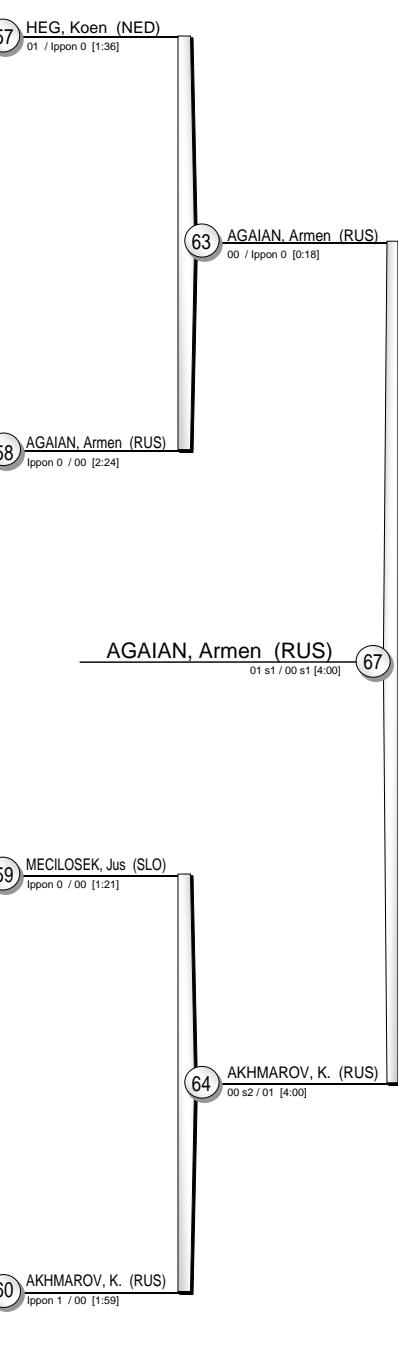 57 HEG, Koen (NED)
01 / Ippon 0 [1:36]
63 AGAIAN, Armen (RUS)
00 / Ippon 0 [0:18]
58 AGAIAN, Armen (RUS)
Ippon 0 / 00 [2:24]
AGAIAN, Armen (RUS) 67
01 s1 / 00 s1 [4:00]
59 MECILOSEK, Jus (SLO)
Ippon 0 / 00 [1:21]
64 AKHMAROV, K. (RUS)
00 s2 / 01 [4:00]
60 AKHMAROV, K. (RUS)
Ippon 1 / 00 [1:59]